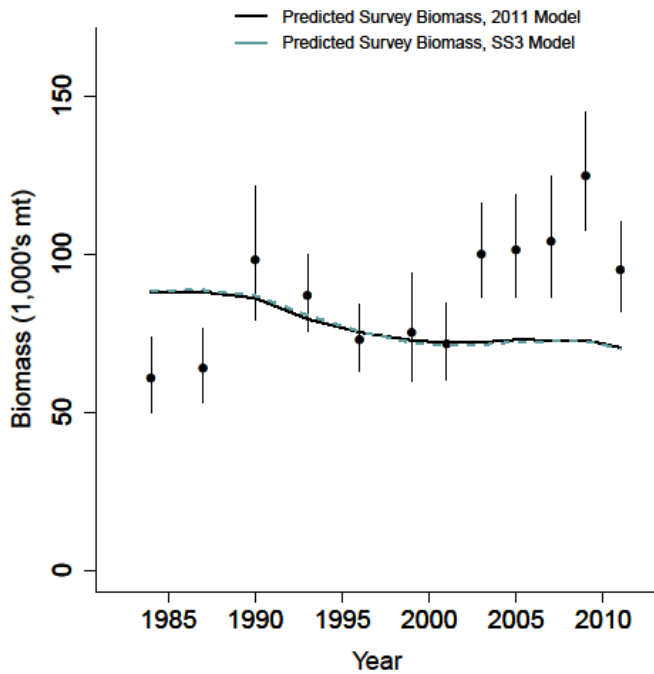 Predicted Survey Biomass, 2011 Model
Predicted Survey Biomass, SS3 Model
150
100
50
0
Biomass (1,000's mt)
1985 1990 1995 2000 2005 2010
Year